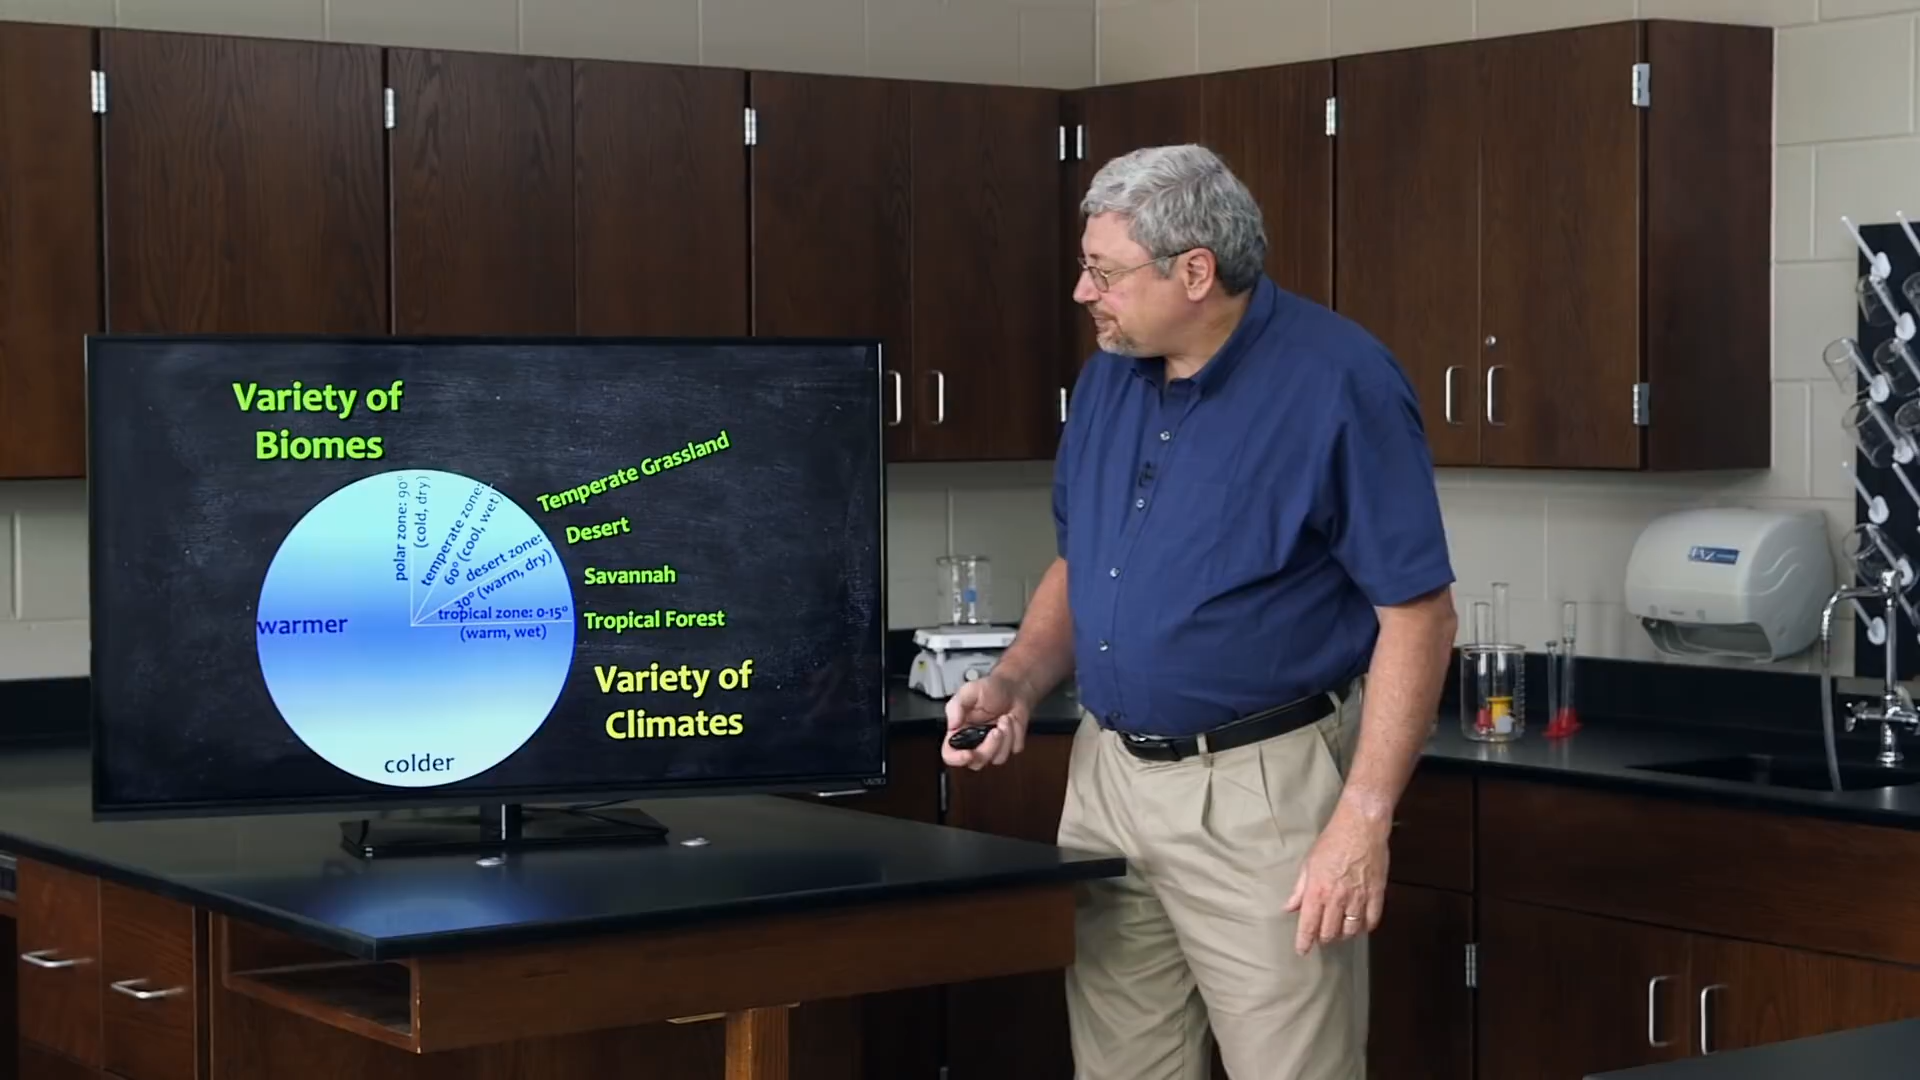 Variety of
Biomes
Temperate Grassland
Desert
Savannah
Tropical Forest
polar zone: 90°
(cold, dry)
temperate zone:
60° (cool, wet)
desert zone:
30° (warm, dry)
tropical zone: 0-15°
(warm, wet)
warmer
colder
Variety of
Climates
VIZIO